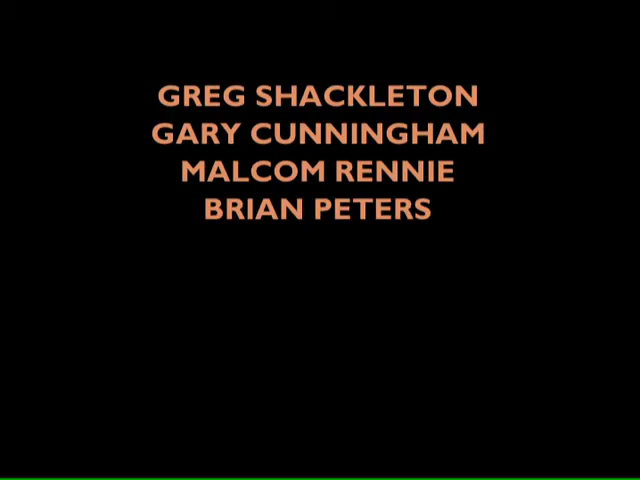 GREG SHACKLETON
GARY CUNNINGHAM
MALCOM RENNIE
BRIAN PETERS